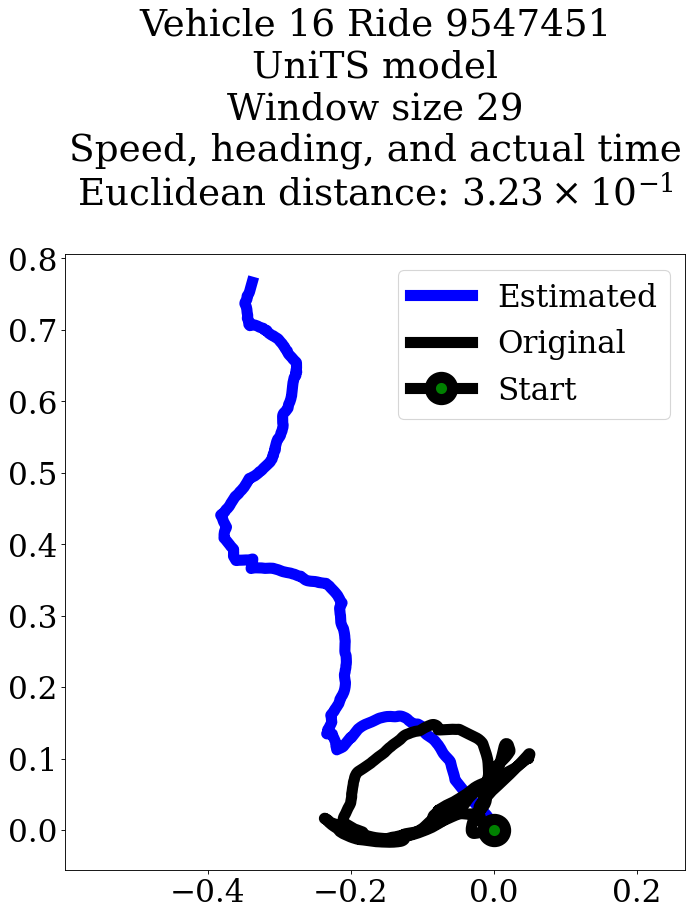 Vehicle 16 Ride 9547451
UniTS model
Window size 29
Speed, heading, and actual time
Euclidean distance: 3.23 × 10⁻¹
0.8
0.7
0.6
0.5
0.4
0.3
0.2
0.1
0.0
Estimated
Original
Start
−0.4
−0.2
0.0
0.2